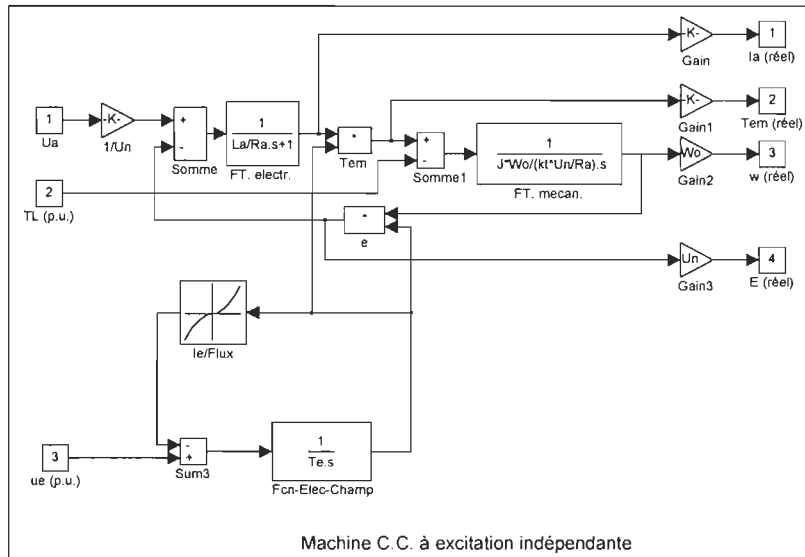 -K-
1
Gain
Ia (réel)
1
Ua
-K-
1/Un
+
-
Somme
1
La/Ra.s+1
FT. electr.
*
Tem
-K-
2
Gain1
Tem (réel)
+
-
Somme1
1
J*Wo/(kt*Un/Ra).s
FT. mecan.
Wo
3
Gain2
w (réel)
2
TL (p.u.)
*
e
Un
4
Gain3
E (réel)
Ie/Flux
3
ue (p.u.)
-
+
Sum3
1
Te.s
Fcn-Elec-Champ
Machine C.C. à excitation indépendante